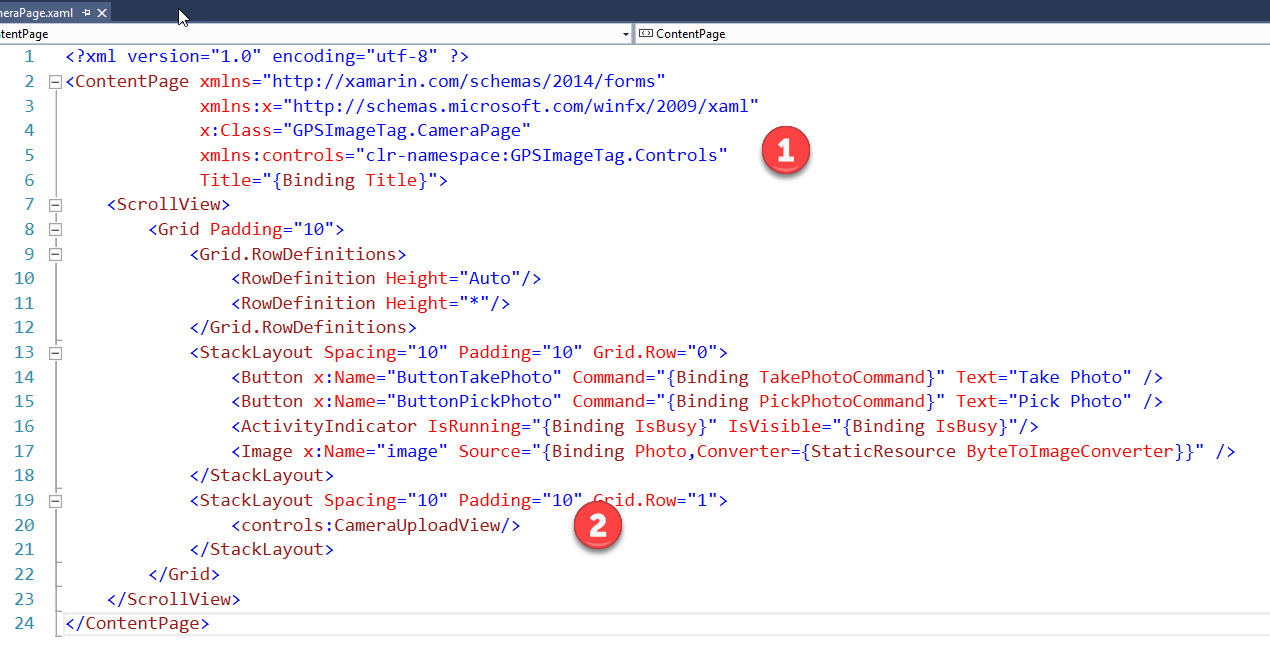 neraPage.xaml
ntentPage
ContentPage
1 <?xml version="1.0" encoding="utf-8" ?>
2 <ContentPage xmlns="http://xamarin.com/schemas/2014/forms"
3 xmlns:x="http://schemas.microsoft.com/winfx/2009/xaml"
4 x:Class="GPSImageTag.CameraPage"
5 xmlns:controls="clr-namespace:GPSImageTag.Controls"
1
6 Title="{Binding Title}">
7 <ScrollView>
8 <Grid Padding="10">
9 <Grid.RowDefinitions>
10 <RowDefinition Height="Auto"/>
11 <RowDefinition Height="*"/>
12 </Grid.RowDefinitions>
13 <StackLayout Spacing="10" Padding="10" Grid.Row="0">
14 <Button x:Name="ButtonTakePhoto" Command="{Binding TakePhotoCommand}" Text="Take Photo" />
15 <Button x:Name="ButtonPickPhoto" Command="{Binding PickPhotoCommand}" Text="Pick Photo" />
16 <ActivityIndicator IsRunning="{Binding IsBusy}" IsVisible="{Binding IsBusy}"/>
17 <Image x:Name="image" Source="{Binding Photo,Converter={StaticResource ByteToImageConverter}}" />
18 </StackLayout>
19 <StackLayout Spacing="10" Padding="10" Grid.Row="1">
20 <controls:CameraUploadView/>
2
21 </StackLayout>
22 </Grid>
23 </ScrollView>
24 </ContentPage>